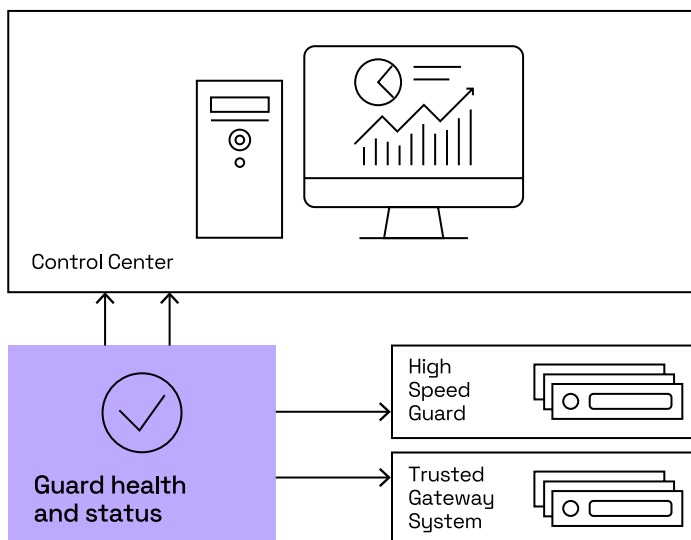 Control Center
High
Speed
Guard
Guard health
and status
Trusted
Gateway
System